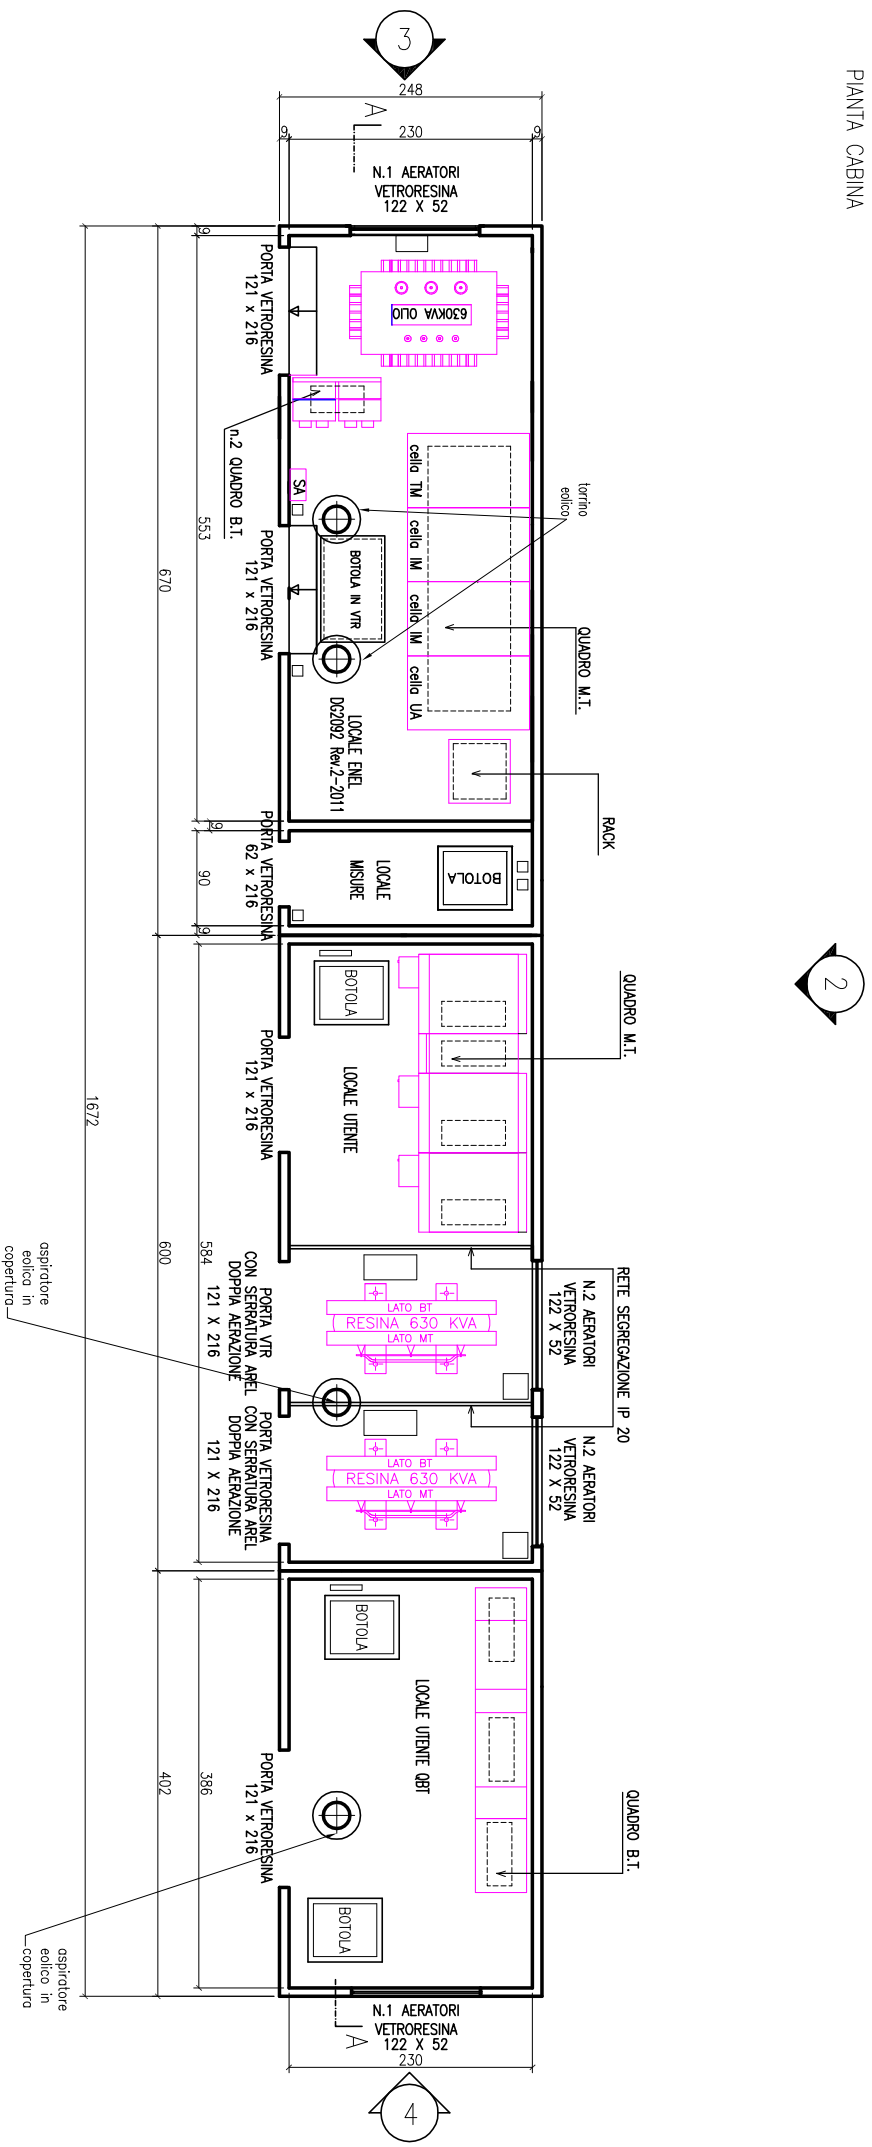 PIANTA CABINA
3
248
230
9
9
A
N.1 AERATORI
VETRORESINA
122 X 52
9
PORTA VETRORESINA
121 x 216
630KVA OLIO
n.2 QUADRO B.T.
SA
cella TM
cella IM
cella IM
cella UA
torrino
eolico
553
670
PORTA VETRORESINA
121 x 216
BOTOLA IN VTR
QUADRO M.T.
LOCALE ENEL
DG2092 Rev.2-2011
RACK
9
PORTA VETRORESINA
62 x 216
90
LOCALE
MISURE
BOTOLA
9
2
QUADRO M.T.
BOTOLA
LOCALE UTENTE
PORTA VETRORESINA
121 x 216
1672
584
600
aspiratore
eolica in
copertura
PORTA VTR
CON SERRATURA AREL
DOPPIA AERAZIONE
121 X 216
LATO BT
RESINA 630 KVA
LATO MT
N.2 AERATORI
VETRORESINA
122 X 52
RETE SEGREGAZIONE IP 20
PORTA VETRORESINA
CON SERRATURA AREL
DOPPIA AERAZIONE
121 X 216
LATO BT
RESINA 630 KVA
LATO MT
N.2 AERATORI
VETRORESINA
122 X 52
BOTOLA
LOCALE UTENTE QBT
386
402
PORTA VETRORESINA
121 x 216
QUADRO B.T.
BOTOLA
aspiratore
eolico in
copertura
A
N.1 AERATORI
VETRORESINA
122 X 52
230
4